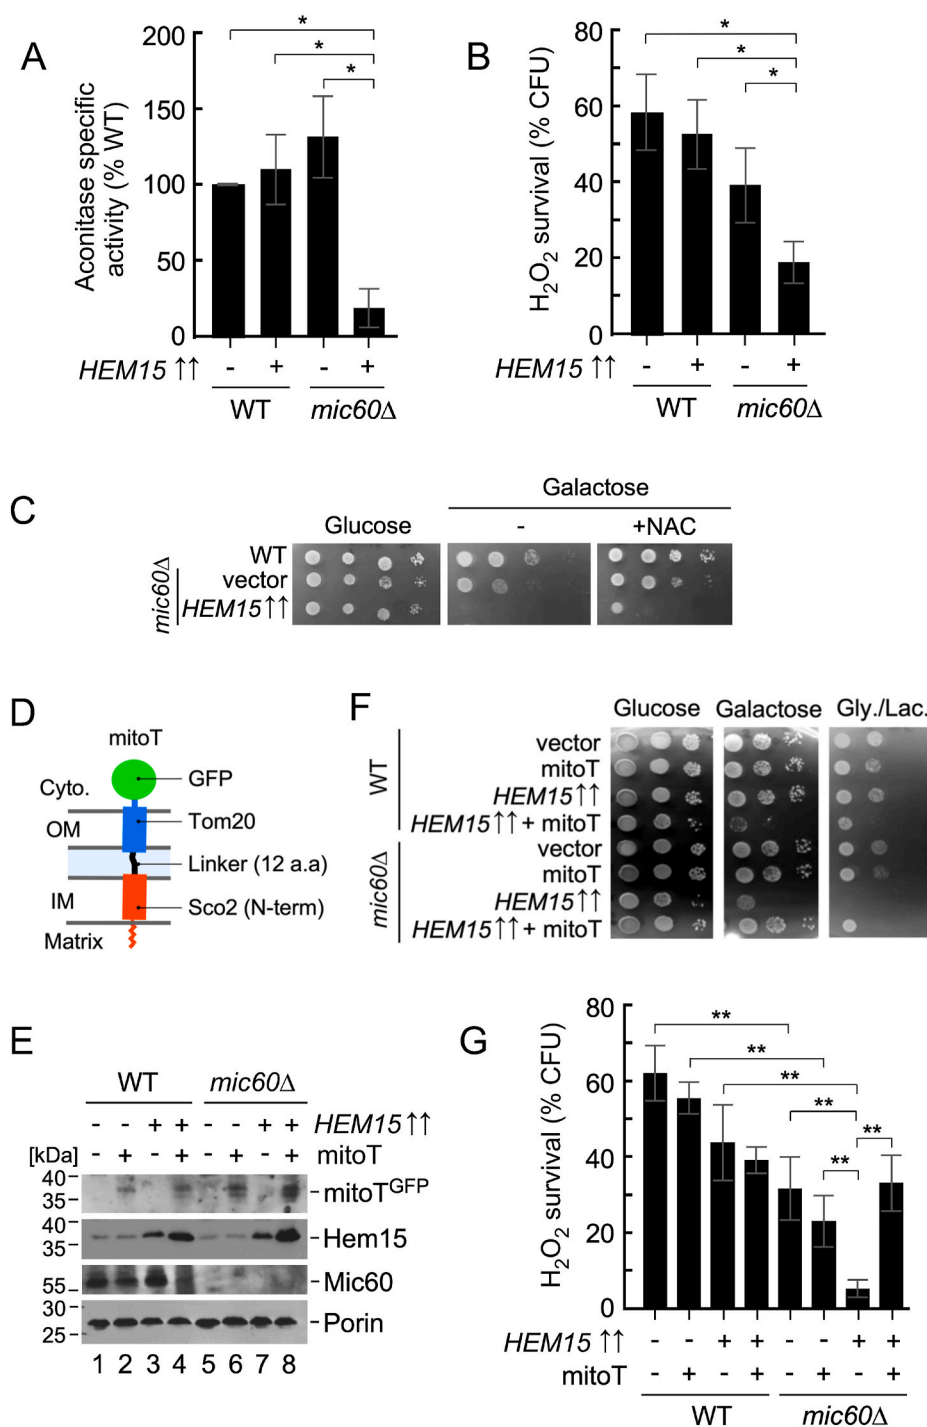 A
Aconitase specific
activity (% WT)
200
150
100
50
0
*
*
*
HEM15 ↑↑
- + - +
WT mic60Δ
B
H₂O₂ survival (% CFU)
80
60
40
20
0
*
*
*
HEM15 ↑↑
- + - +
WT mic60Δ
C
Galactose
Glucose - +NAC
WT
mic60Δ
vector
HEM15↑↑
D
mitoT
GFP
Cyto.
Tom20
OM
Linker (12 a.a)
IM
Sco2 (N-term)
Matrix
F
Glucose Galactose Gly./Lac.
WT
vector
mitoT
HEM15↑↑
HEM15↑↑ + mitoT
mic60Δ
vector
mitoT
HEM15↑↑
HEM15↑↑ + mitoT
E
WT mic60Δ
- - + + - - + + HEM15↑↑
[kDa] - + - + - + - + mitoT
40
35
mitoTᴳᶠᴾ
40
35
Hem15
55
Mic60
30
25
Porin
1 2 3 4 5 6 7 8
G
H₂O₂ survival (% CFU)
80
60
40
20
0
**
**
**
**
**
**
HEM15 ↑↑ - - + + - - + +
mitoT - + - + - + - +
WT mic60Δ